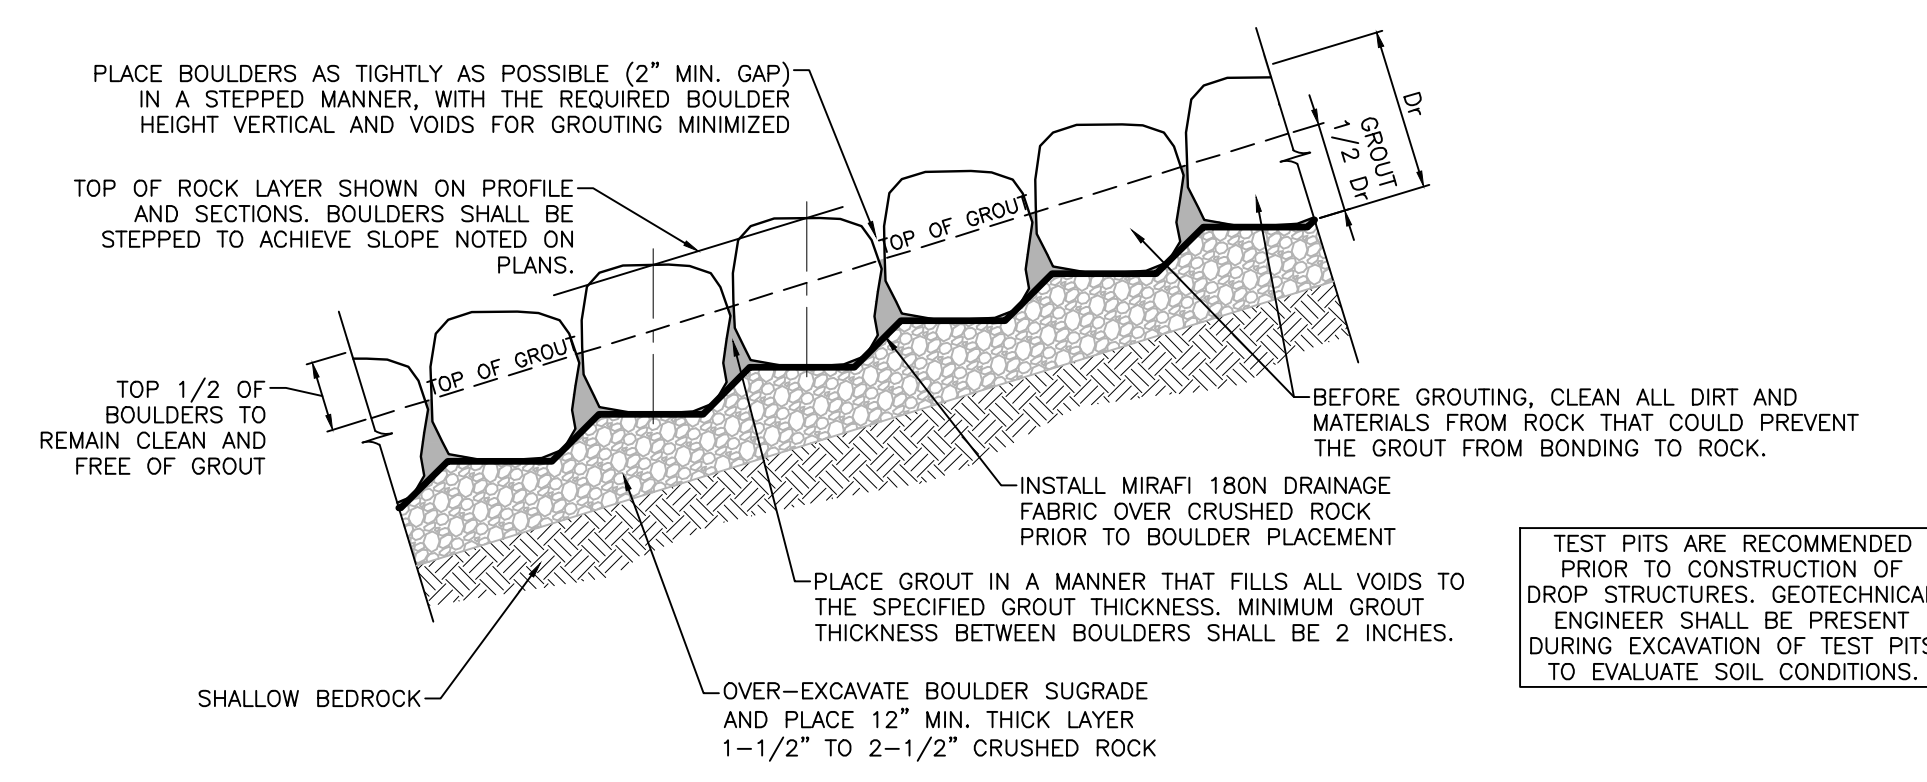 PLACE BOULDERS AS TIGHTLY AS POSSIBLE (2" MIN. GAP)
IN A STEPPED MANNER, WITH THE REQUIRED BOULDER
HEIGHT VERTICAL AND VOIDS FOR GROUTING MINIMIZED
TOP OF ROCK LAYER SHOWN ON PROFILE
AND SECTIONS. BOULDERS SHALL BE
STEPPED TO ACHIEVE SLOPE NOTED ON
PLANS.
Dr
GROUT
1/2 Dr
TOP OF GROUT
TOP OF GROUT
TOP 1/2 OF
BOULDERS TO
REMAIN CLEAN AND
FREE OF GROUT
BEFORE GROUTING, CLEAN ALL DIRT AND
MATERIALS FROM ROCK THAT COULD PREVENT
THE GROUT FROM BONDING TO ROCK.
INSTALL MIRAFI 180N DRAINAGE
FABRIC OVER CRUSHED ROCK
PRIOR TO BOULDER PLACEMENT
PLACE GROUT IN A MANNER THAT FILLS ALL VOIDS TO
THE SPECIFIED GROUT THICKNESS. MINIMUM GROUT
THICKNESS BETWEEN BOULDERS SHALL BE 2 INCHES.
TEST PITS ARE RECOMMENDED
PRIOR TO CONSTRUCTION OF
DROP STRUCTURES. GEOTECHNICAL
ENGINEER SHALL BE PRESENT
DURING EXCAVATION OF TEST PITS
TO EVALUATE SOIL CONDITIONS.
SHALLOW BEDROCK
OVER-EXCAVATE BOULDER SUGRADE
AND PLACE 12" MIN. THICK LAYER
1-1/2" TO 2-1/2" CRUSHED ROCK